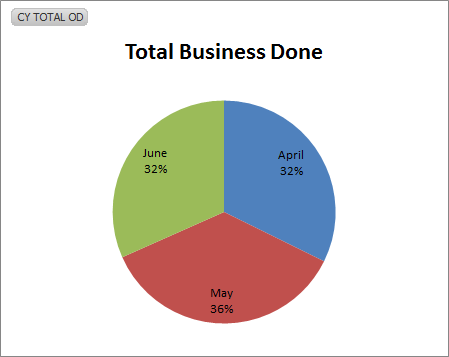 CY TOTAL OD
Total Business Done
June
32%
April
32%
May
36%